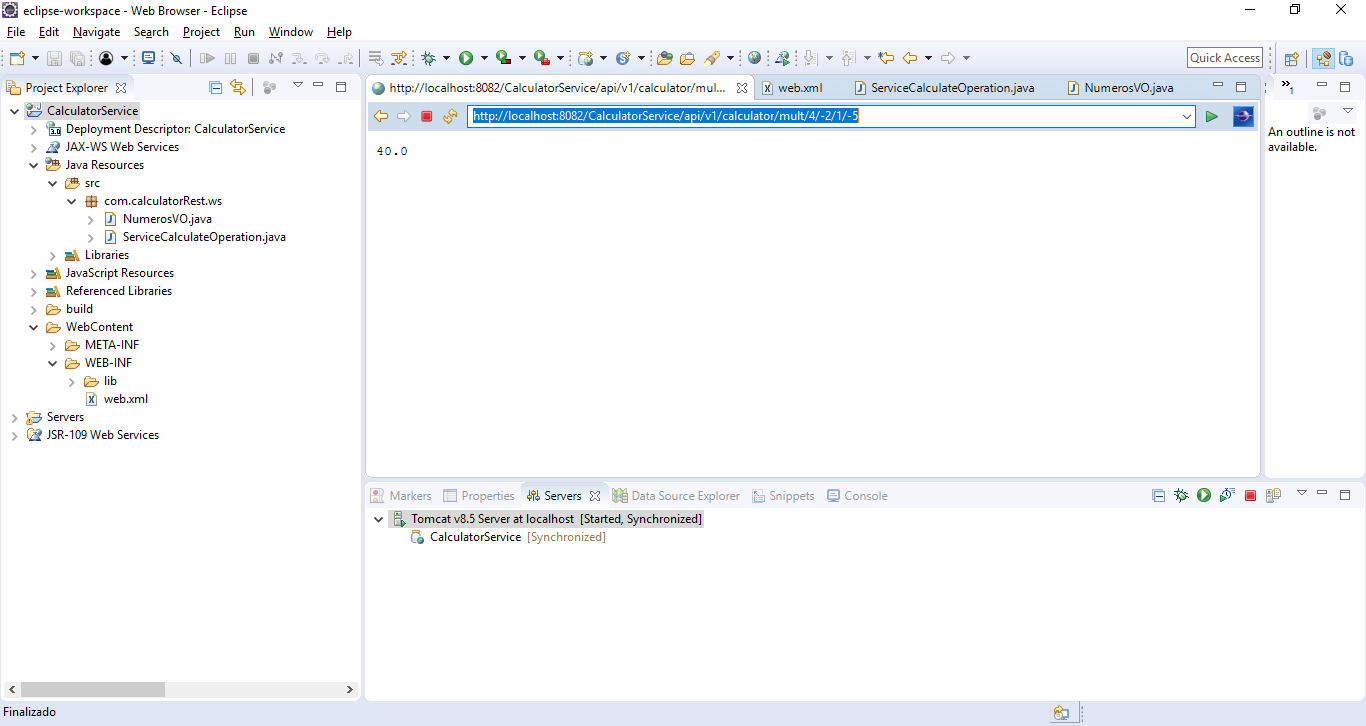 eclipse-workspace - Web Browser - Eclipse
File Edit Navigate Search Project Run Window Help
Quick Access
Project Explorer
CalculatorService
3.0 Deployment Descriptor: CalculatorService
JAX-WS Web Services
Java Resources
src
com.calculatorRest.ws
NumerosVO.java
ServiceCalculateOperation.java
Libraries
JavaScript Resources
Referenced Libraries
build
WebContent
META-INF
WEB-INF
lib
web.xml
Servers
JSR-109 Web Services
http://localhost:8082/CalculatorService/api/v1/calculator/mul... web.xml ServiceCalculateOperation.java NumerosVO.java
http://localhost:8082/CalculatorService/api/v1/calculator/mult/4/-2/1/-5
40.0
»1
An outline is not
available.
Markers Properties Servers Data Source Explorer Snippets Console
Tomcat v8.5 Server at localhost [Started, Synchronized]
CalculatorService [Synchronized]
Finalizado